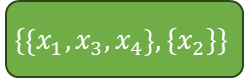 {{x₁, x₃, x₄}, {x₂}}